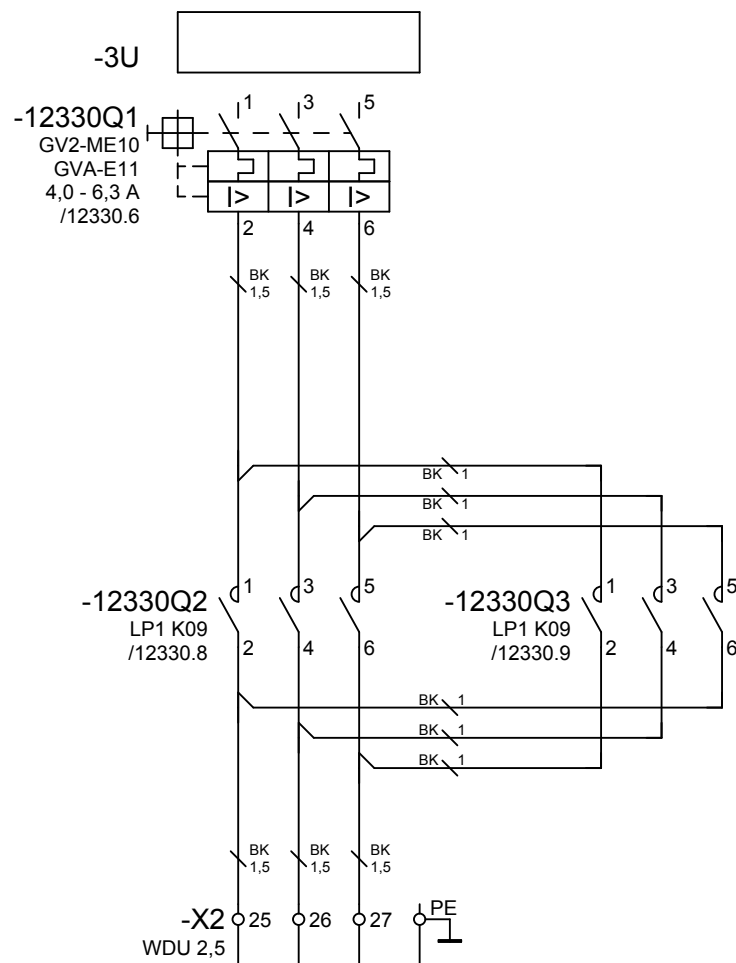 -3U
1 3 5
-12330Q1
GV2-ME10
GVA-E11
4,0 - 6,3 A
/12330.6
I> I> I>
2 4 6
BK BK BK
1,5 1,5 1,5
BK 1
BK 1
BK 1
1 3 5 1 3 5
-12330Q2 -12330Q3
LP1 K09 LP1 K09
/12330.8 /12330.9
2 4 6 2 4 6
BK 1
BK 1
BK 1
BK BK BK
1,5 1,5 1,5
PE
-X2 25 26 27
WDU 2,5